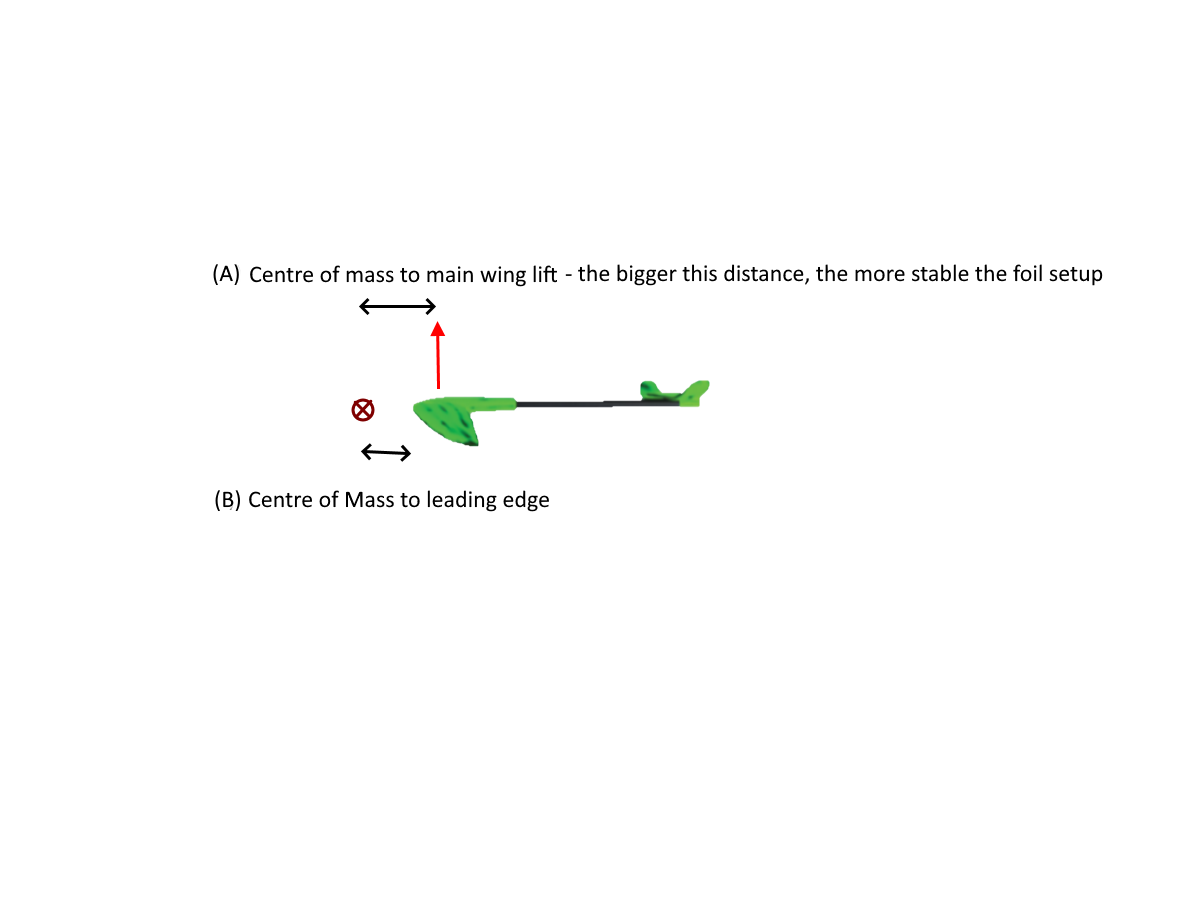 (A) Centre of mass to main wing lift - the bigger this distance, the more stable the foil setup
(B) Centre of Mass to leading edge